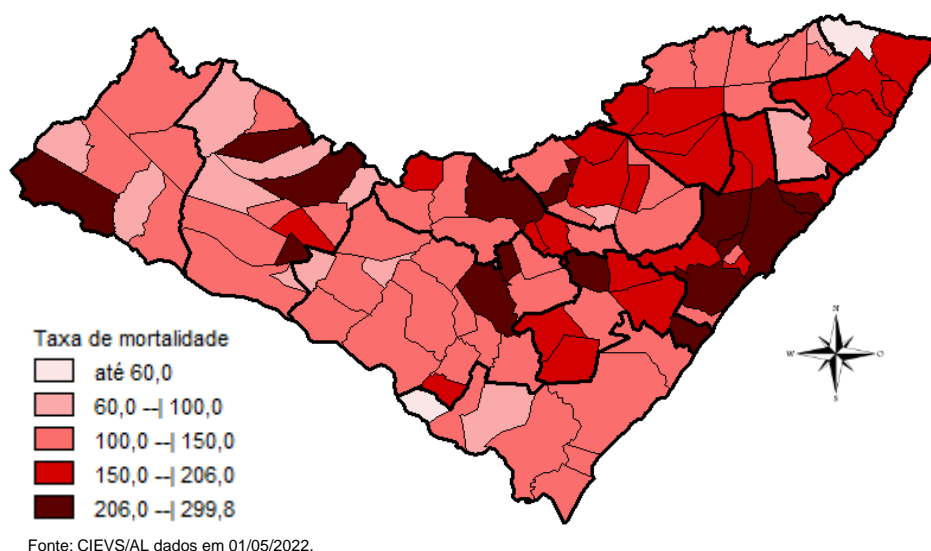 Taxa de mortalidade
até 60,0
60,0 --| 100,0
100,0 --| 150,0
150,0 --| 206,0
206,0 --| 299,8
N
W
O
S
Fonte: CIEVS/AL dados em 01/05/2022.